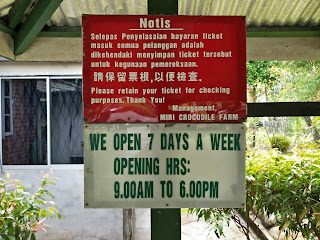 Notis
Selepas Penyelasaian bayaran ticket
masuk semua pelanggan adalah
dikehendaki menyimpan ticket tersebut
untuk kegunaan pemereksaan.
請保留票根,以便檢查。
Please retain your ticket for checking
purposes. Thank You!
Management,
MIRI CROCODILE FARM
WE OPEN 7 DAYS A WEEK
OPENING HRS:
9.00AM TO 6.00PM